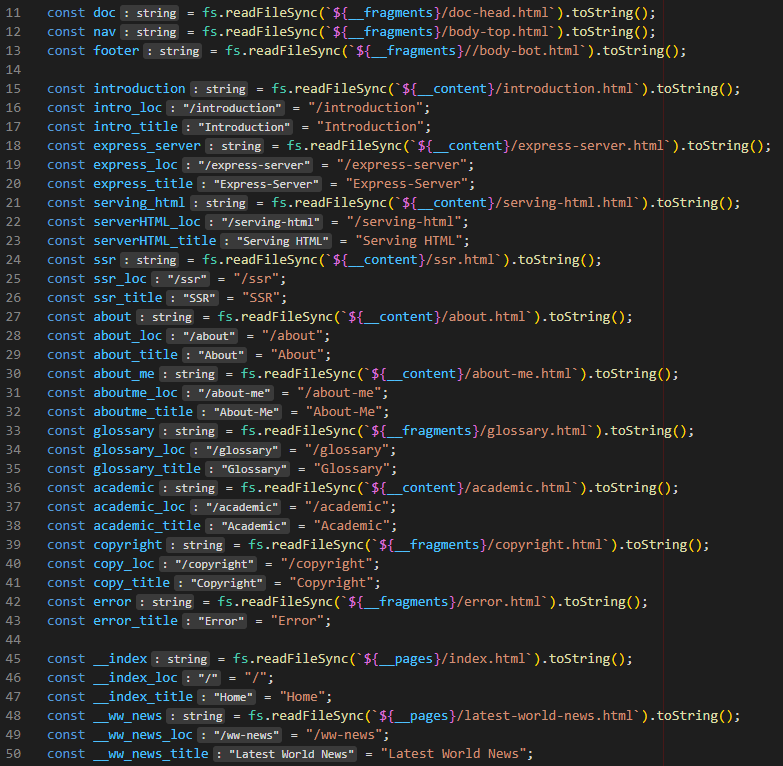 11 const doc : string = fs.readFileSync(`${__fragments}/doc-head.html`).toString();
12 const nav : string = fs.readFileSync(`${__fragments}/body-top.html`).toString();
13 const footer : string = fs.readFileSync(`${__fragments}//body-bot.html`).toString();
14
15 const introduction : string = fs.readFileSync(`${__content}/introduction.html`).toString();
16 const intro_loc : "/introduction" = "/introduction";
17 const intro_title : "Introduction" = "Introduction";
18 const express_server : string = fs.readFileSync(`${__content}/express-server.html`).toString();
19 const express_loc : "/express-server" = "/express-server";
20 const express_title : "Express-Server" = "Express-Server";
21 const serving_html : string = fs.readFileSync(`${__content}/serving-html.html`).toString();
22 const serverHTML_loc : "/serving-html" = "/serving-html";
23 const serverHTML_title : "Serving HTML" = "Serving HTML";
24 const ssr : string = fs.readFileSync(`${__content}/ssr.html`).toString();
25 const ssr_loc : "/ssr" = "/ssr";
26 const ssr_title : "SSR" = "SSR";
27 const about : string = fs.readFileSync(`${__content}/about.html`).toString();
28 const about_loc : "/about" = "/about";
29 const about_title : "About" = "About";
30 const about_me : string = fs.readFileSync(`${__content}/about-me.html`).toString();
31 const aboutme_loc : "/about-me" = "/about-me";
32 const aboutme_title : "About-Me" = "About-Me";
33 const glossary : string = fs.readFileSync(`${__fragments}/glossary.html`).toString();
34 const glossary_loc : "/glossary" = "/glossary";
35 const glossary_title : "Glossary" = "Glossary";
36 const academic : string = fs.readFileSync(`${__content}/academic.html`).toString();
37 const academic_loc : "/academic" = "/academic";
38 const academic_title : "Academic" = "Academic";
39 const copyright : string = fs.readFileSync(`${__fragments}/copyright.html`).toString();
40 const copy_loc : "/copyright" = "/copyright";
41 const copy_title : "Copyright" = "Copyright";
42 const error : string = fs.readFileSync(`${__fragments}/error.html`).toString();
43 const error_title : "Error" = "Error";
44
45 const __index : string = fs.readFileSync(`${__pages}/index.html`).toString();
46 const __index_loc : "/" = "/";
47 const __index_title : "Home" = "Home";
48 const __ww_news : string = fs.readFileSync(`${__pages}/latest-world-news.html`).toString();
49 const __ww_news_loc : "/ww-news" = "/ww-news";
50 const __ww_news_title : "Latest World News" = "Latest World News";